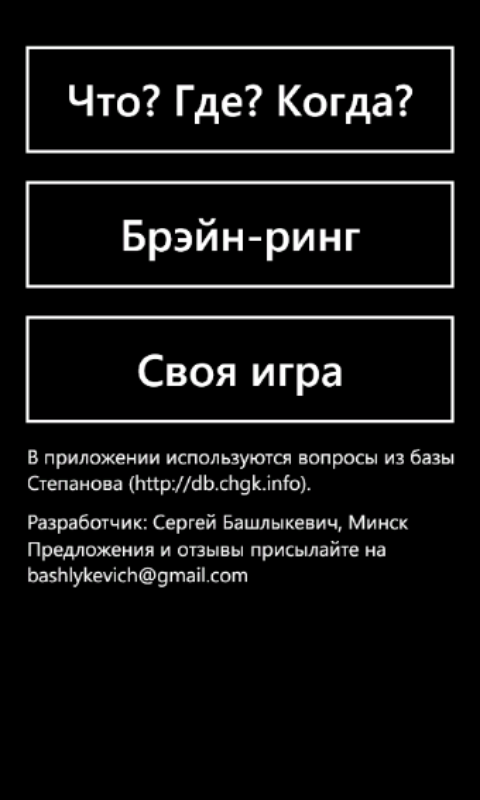 Что? Где? Когда?
Брэйн-ринг
Своя игра
В приложении используются вопросы из базы
Степанова (http://db.chgk.info).
Разработчик: Сергей Башлыкевич, Минск
Предложения и отзывы присылайте на
bashlykevich@gmail.com